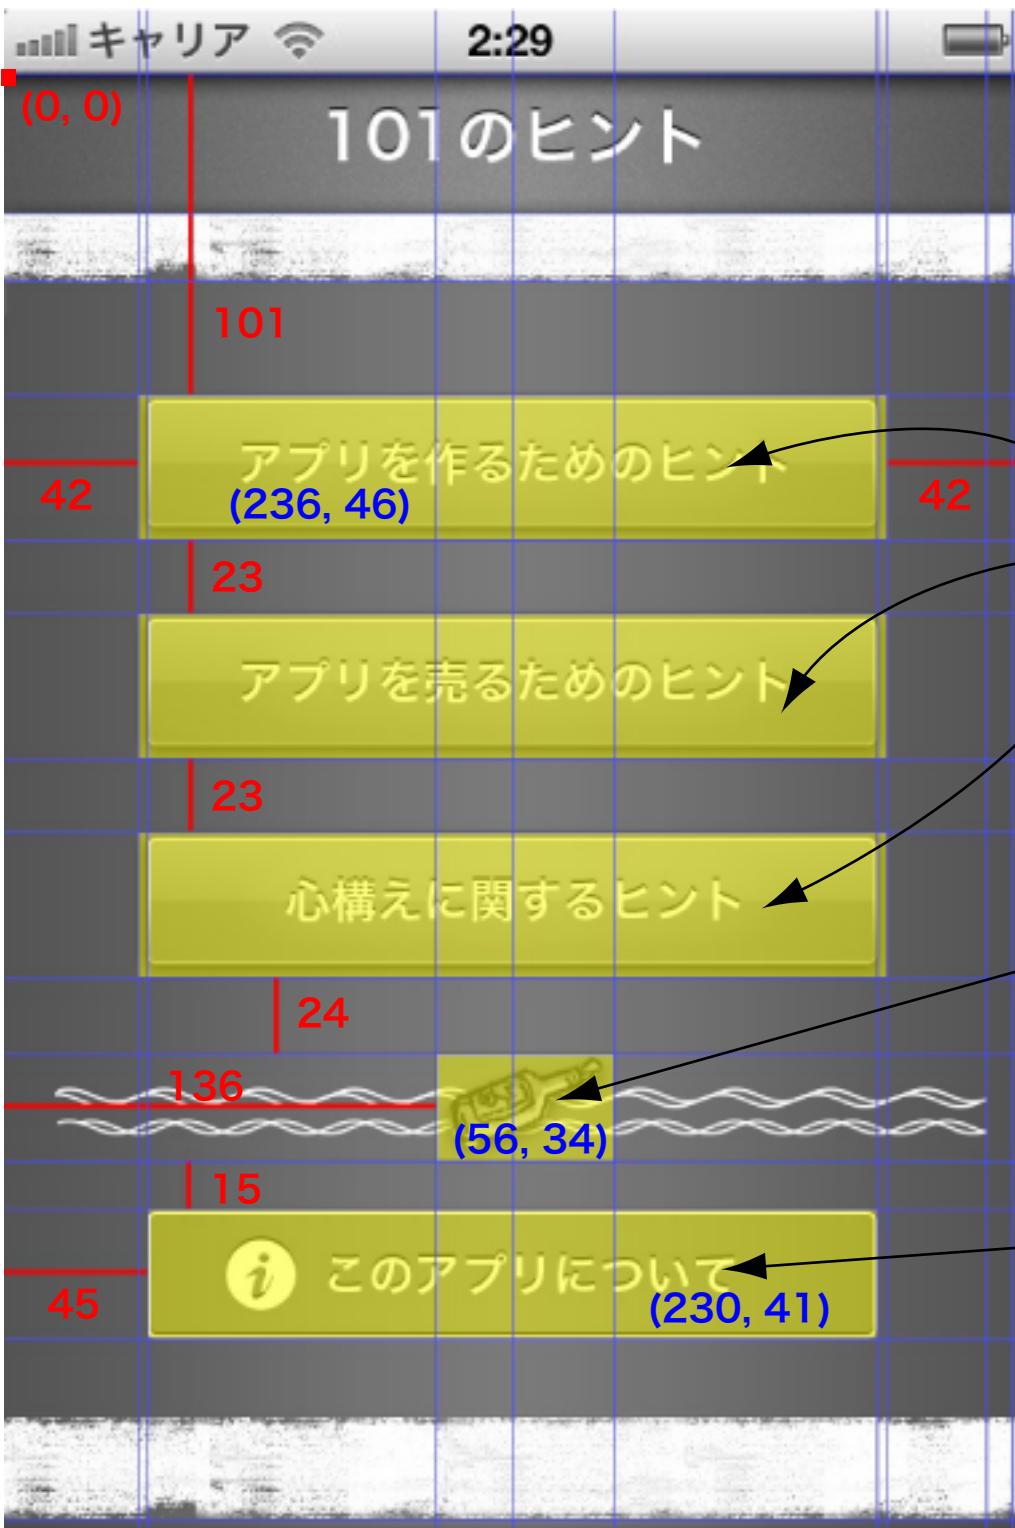 キャリア 2:29
(0, 0)
101のヒント
101
アプリを作るためのヒント
42 (236, 46) 42
23
アプリを売るためのヒント
23
心構えに関するヒント
24
136
(56, 34)
15
i このアプリについて
45 (230, 41)